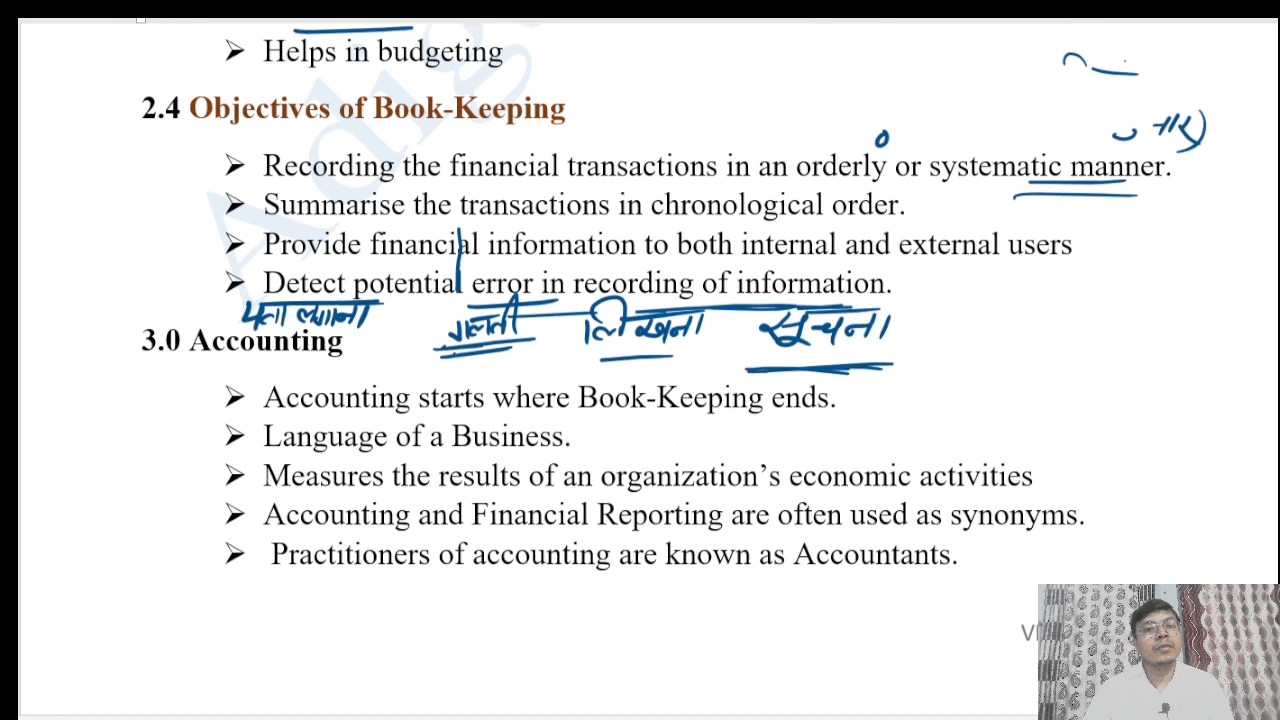 ➤ Helps in budgeting
2.4 Objectives of Book-Keeping
➤ Recording the financial transactions in an orderly or systematic manner.
➤ Summarise the transactions in chronological order.
➤ Provide financial information to both internal and external users
➤ Detect potential error in recording of information.
पता लगाना गलती लिखना सूचना
3.0 Accounting
➤ Accounting starts where Book-Keeping ends.
➤ Language of a Business.
➤ Measures the results of an organization’s economic activities
➤ Accounting and Financial Reporting are often used as synonyms.
➤ Practitioners of accounting are known as Accountants.